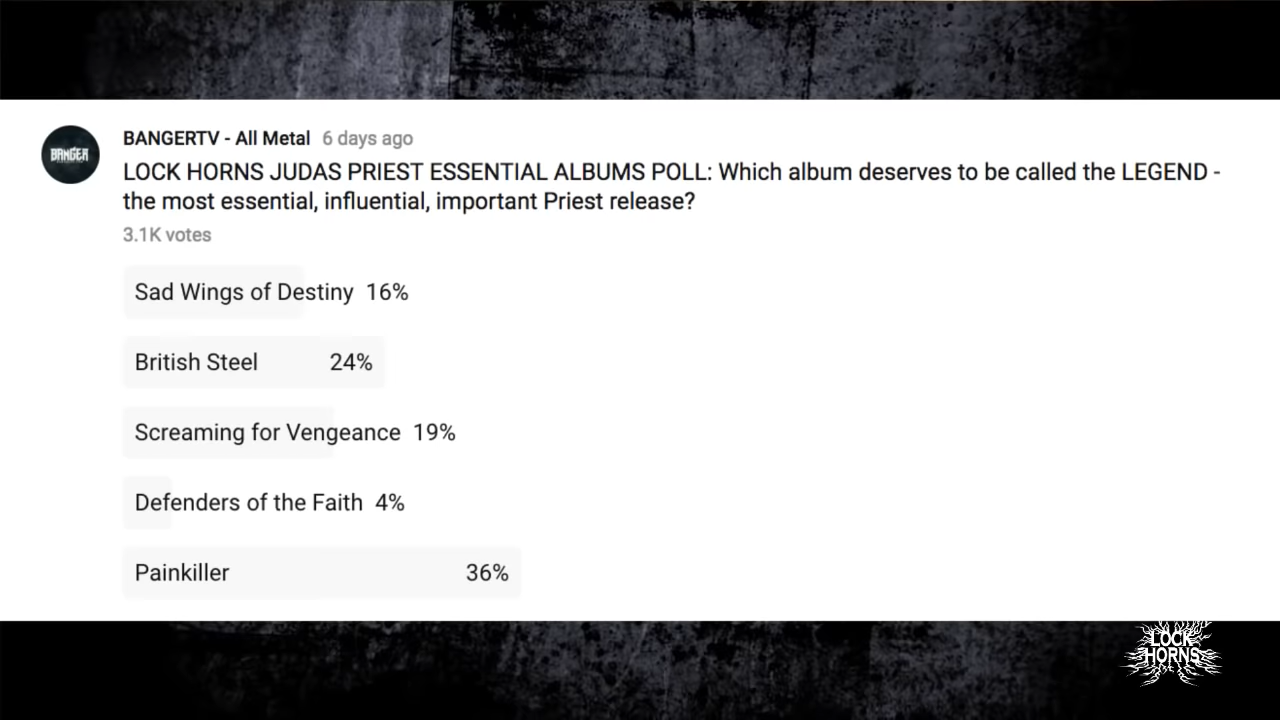 BANGER
BANGERTV - All Metal 6 days ago
LOCK HORNS JUDAS PRIEST ESSENTIAL ALBUMS POLL: Which album deserves to be called the LEGEND -
the most essential, influential, important Priest release?
3.1K votes
Sad Wings of Destiny 16%
British Steel 24%
Screaming for Vengeance 19%
Defenders of the Faith 4%
Painkiller 36%
LOCK
HORNS